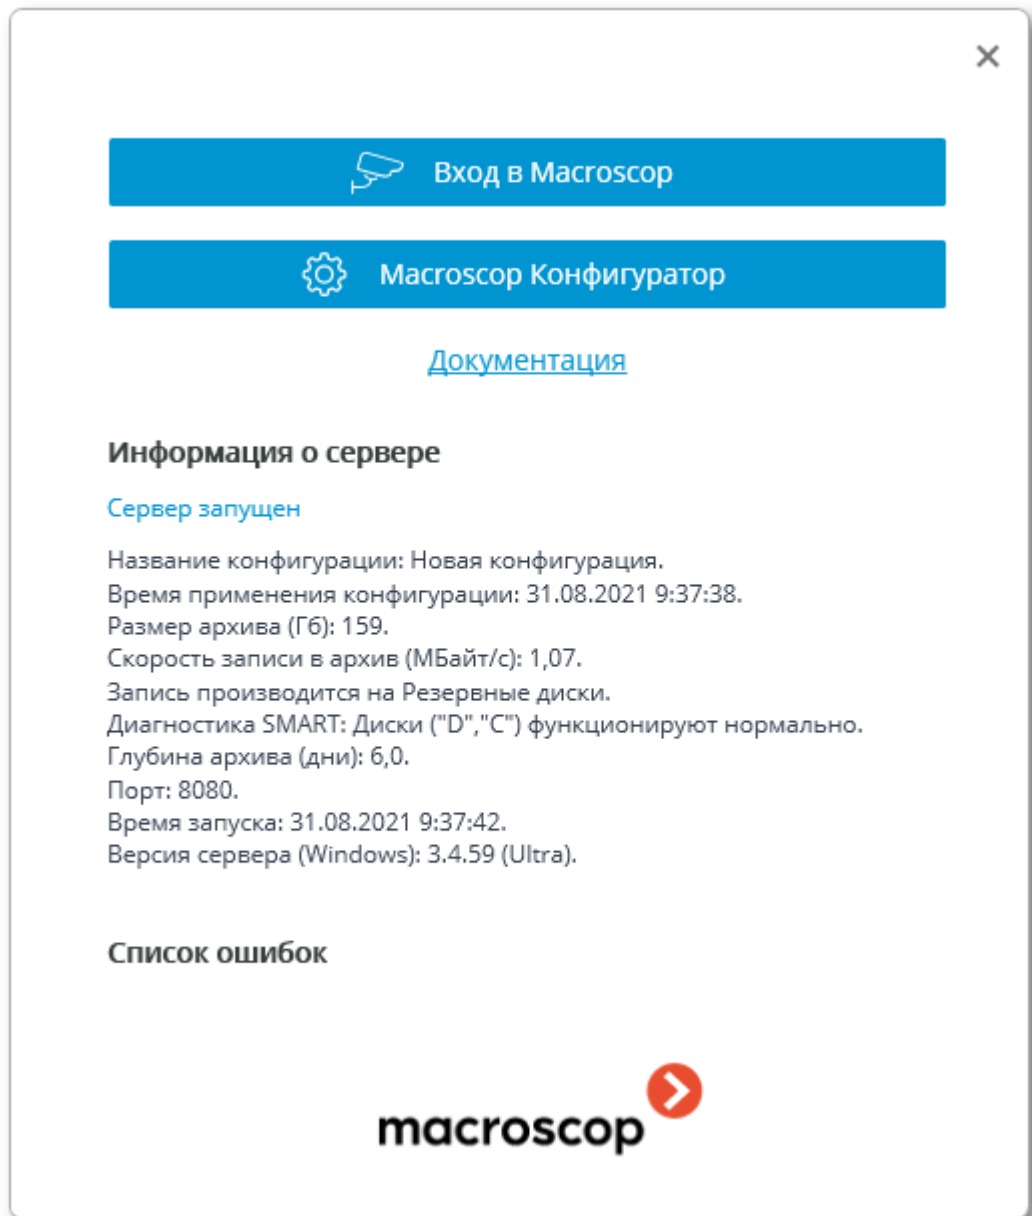 Вход в Macroscop
Macroscop Конфигуратор
Документация
Информация о сервере
Сервер запущен
Название конфигурации: Новая конфигурация.
Время применения конфигурации: 31.08.2021 9:37:38.
Размер архива (Гб): 159.
Скорость записи в архив (МБайт/с): 1,07.
Запись производится на Резервные диски.
Диагностика SMART: Диски ("D","C") функционируют нормально.
Глубина архива (дни): 6,0.
Порт: 8080.
Время запуска: 31.08.2021 9:37:42.
Версия сервера (Windows): 3.4.59 (Ultra).
Список ошибок
macroscop